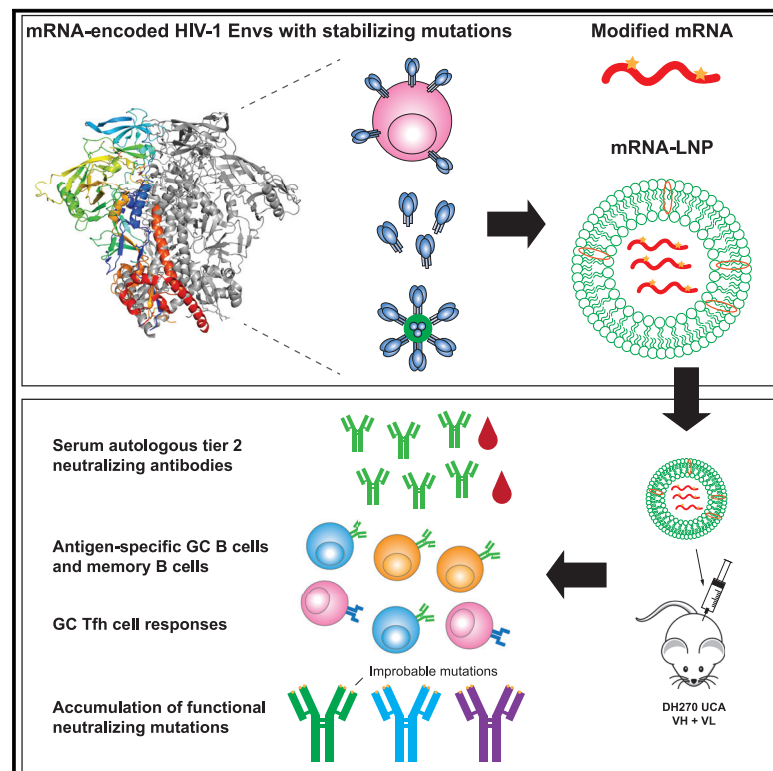 mRNA-encoded HIV-1 Envs with stabilizing mutations
Modified mRNA
mRNA-LNP
Serum autologous tier 2
neutralizing antibodies
Antigen-specific GC B cells
and memory B cells
GC Tfh cell responses
Improbable mutations
Accumulation of functional
neutralizing mutations
DH270 UCA
VH + VL